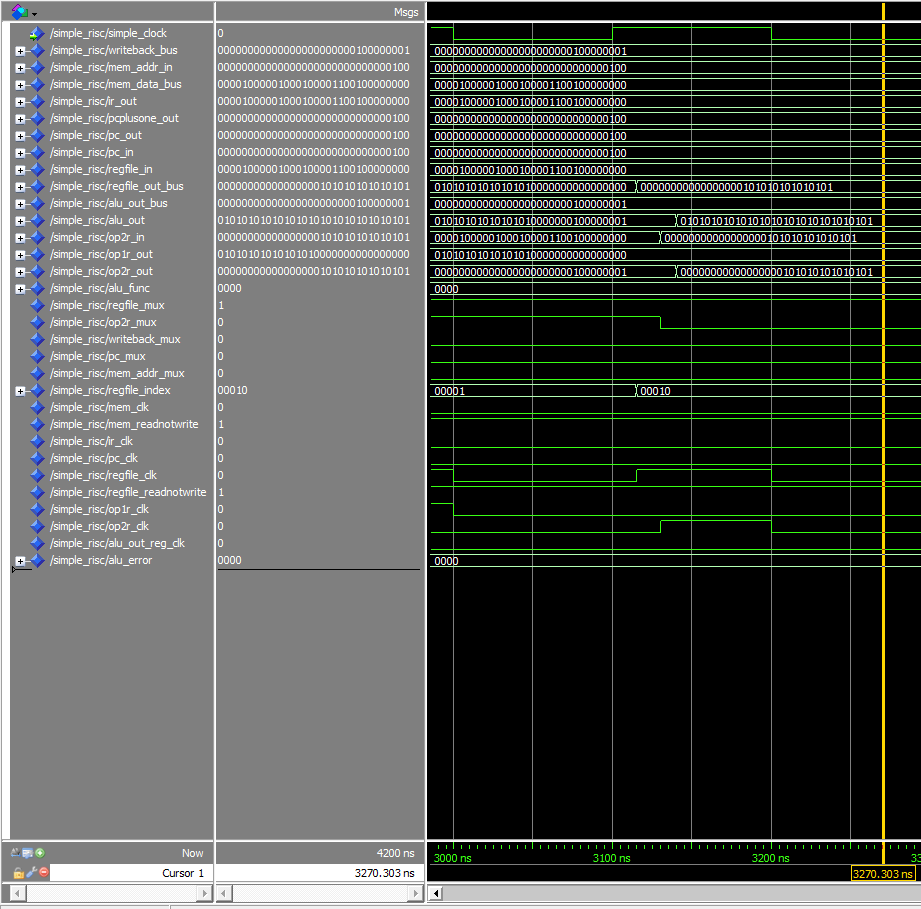 Msgs
/simple_risc/simple_clock 0
/simple_risc/writeback_bus 00000000000000000000000100000001 00000000000000000000000100000001
/simple_risc/mem_addr_in 00000000000000000000000000000100 00000000000000000000000000000100
/simple_risc/mem_data_bus 00001000001000100001100100000000 00001000001000100001100100000000
/simple_risc/ir_out 00001000001000100001100100000000 00001000001000100001100100000000
/simple_risc/pcplusone_out 00000000000000000000000000000100 00000000000000000000000000000100
/simple_risc/pc_out 00000000000000000000000000000100 00000000000000000000000000000100
/simple_risc/pc_in 00000000000000000000000000000100 00000000000000000000000000000100
/simple_risc/regfile_in 00001000001000100001100100000000 00001000001000100001100100000000
/simple_risc/regfile_out_bus 00000000000000000101010101010101 01010101010101010000000000000000 00000000000000000101010101010101
/simple_risc/alu_out_bus 00000000000000000000000100000001 00000000000000000000000100000001
/simple_risc/alu_out 01010101010101010101010101010101 01010101010101010000000100000001 01010101010101010101010101010101
/simple_risc/op2r_in 00000000000000000101010101010101 00001000001000100001100100000000 00000000000000000101010101010101
/simple_risc/op1r_out 01010101010101010000000000000000 01010101010101010000000000000000
/simple_risc/op2r_out 00000000000000000101010101010101 00000000000000000000000100000001 00000000000000000101010101010101
/simple_risc/alu_func 0000 0000
/simple_risc/regfile_mux 1
/simple_risc/op2r_mux 0
/simple_risc/writeback_mux 0
/simple_risc/pc_mux 0
/simple_risc/mem_addr_mux 0
/simple_risc/regfile_index 00010 00001 00010
/simple_risc/mem_clk 0
/simple_risc/mem_readnotwrite 1
/simple_risc/ir_clk 0
/simple_risc/pc_clk 0
/simple_risc/regfile_clk 0
/simple_risc/regfile_readnotwrite 1
/simple_risc/op1r_clk 0
/simple_risc/op2r_clk 0
/simple_risc/alu_out_reg_clk 0
/simple_risc/alu_error 0000 0000
Now 4200 ns 3000 ns 3100 ns 3200 ns
Cursor 1 3270.303 ns 3270.303 ns